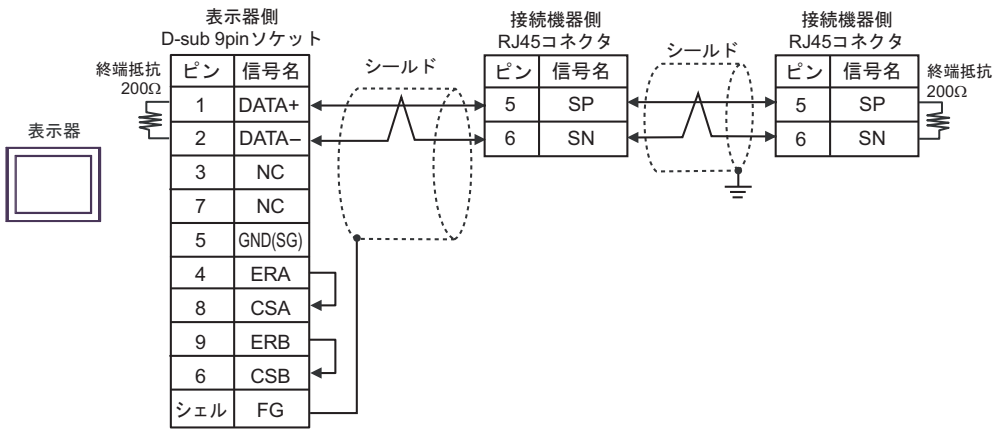 表示器側
D-sub 9pinソケット
接続機器側
RJ45コネクタ
接続機器側
RJ45コネクタ
終端抵抗
200Ω
シールド
シールド
終端抵抗
200Ω
表示器
ピン 信号名
1 DATA+
2 DATA−
3 NC
7 NC
5 GND(SG)
4 ERA
8 CSA
9 ERB
6 CSB
シェル FG
ピン 信号名
5 SP
6 SN
ピン 信号名
5 SP
6 SN